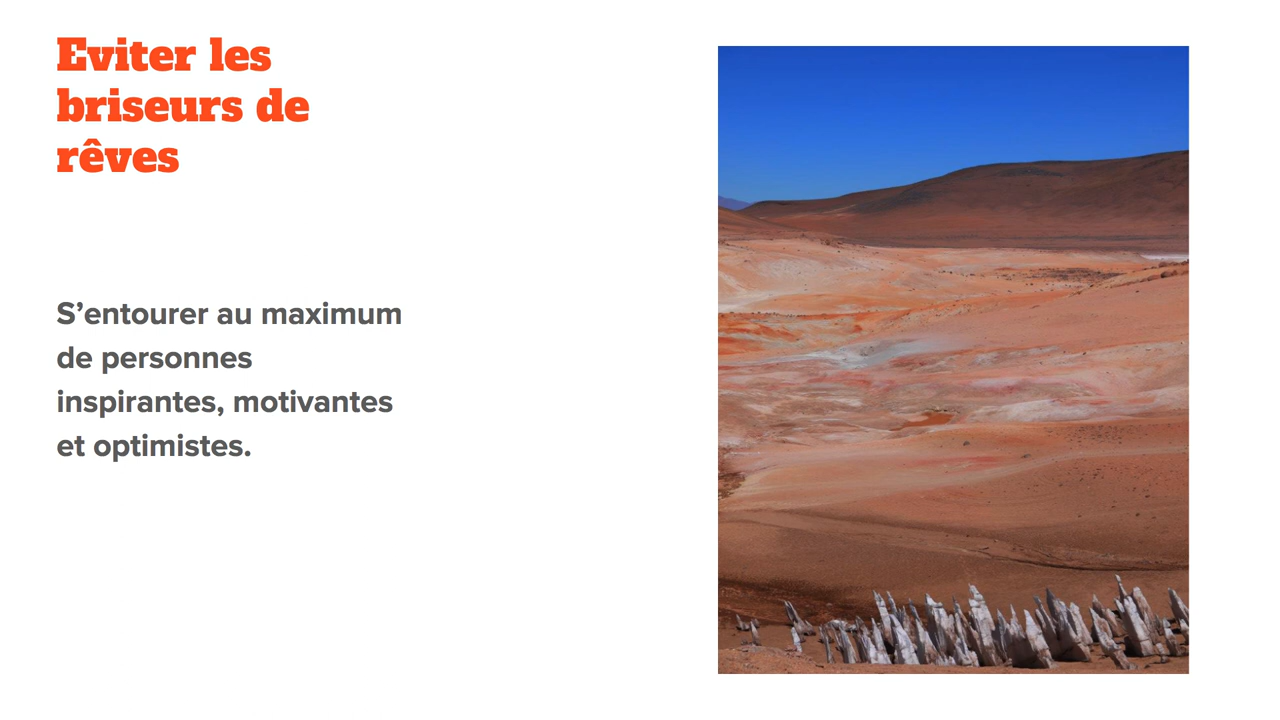 Eviter les
briseurs de
rêves
S’entourer au maximum
de personnes
inspirantes, motivantes
et optimistes.